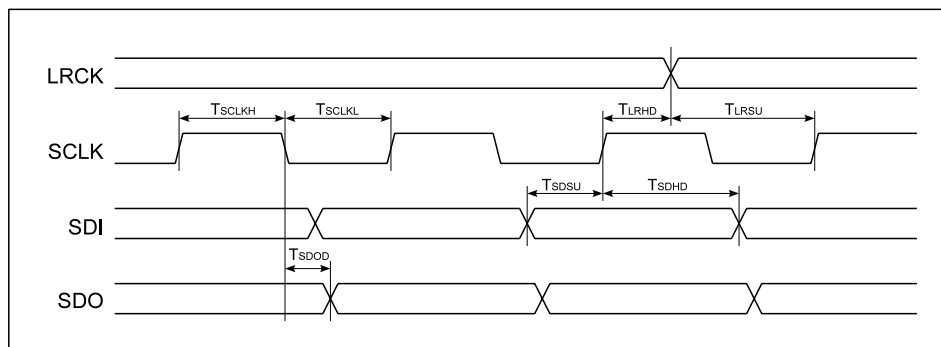 LRCK
TLRHD TLRSU
TSCLKH TSCLKL
SCLK
TSDSU TSDHD
SDI
TSDOD
SDO